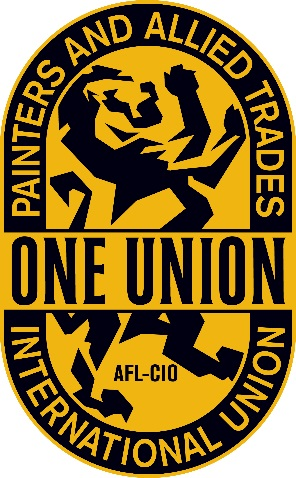 PAINTERS AND ALLIED TRADES
ONE UNION
AFL-CIO
INTERNATIONAL UNION